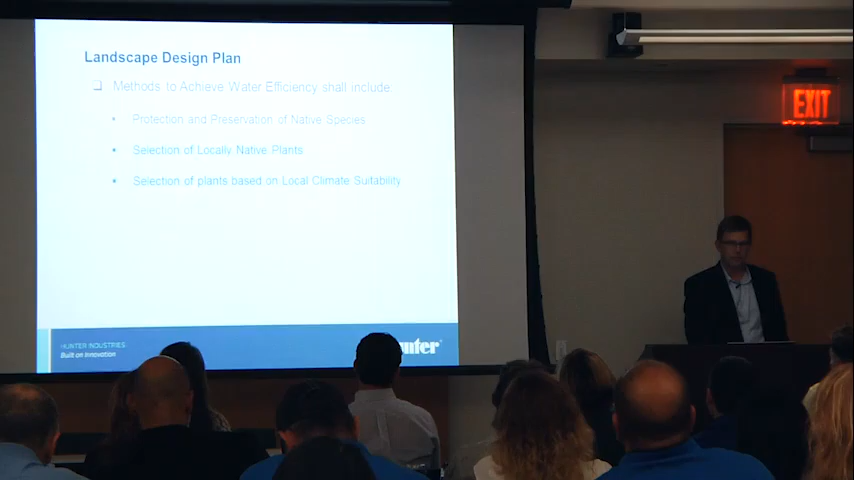 Landscape Design Plan
Methods to Achieve Water Efficiency shall include:
Protection and Preservation of Native Species
Selection of Locally Native Plants
Selection of plants based on Local Climate Suitability
HUNTER INDUSTRIES
Built on Innovation
EXIT